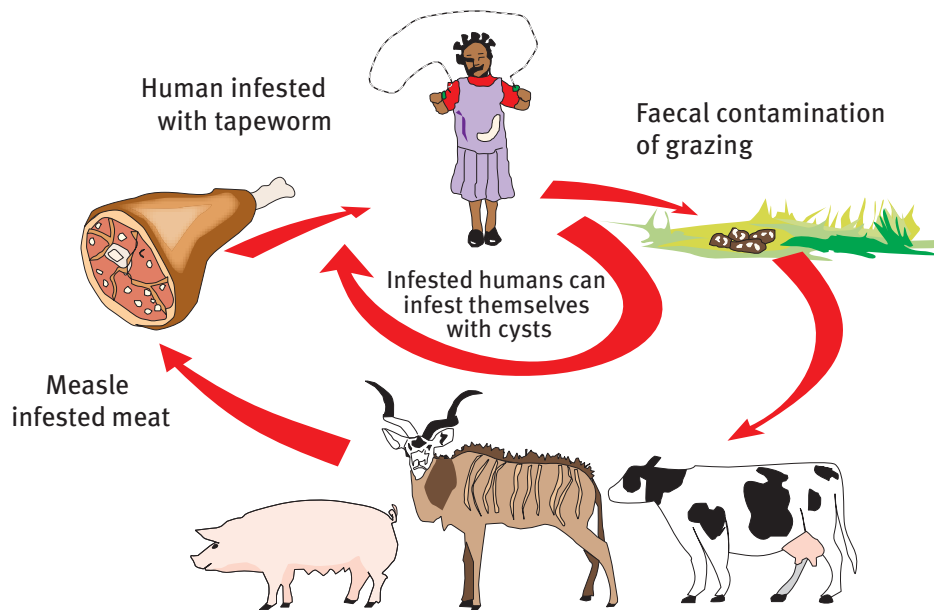 Human infested
with tapeworm
Faecal contamination
of grazing
Infested humans can
infest themselves
with cysts
Measle
infested meat